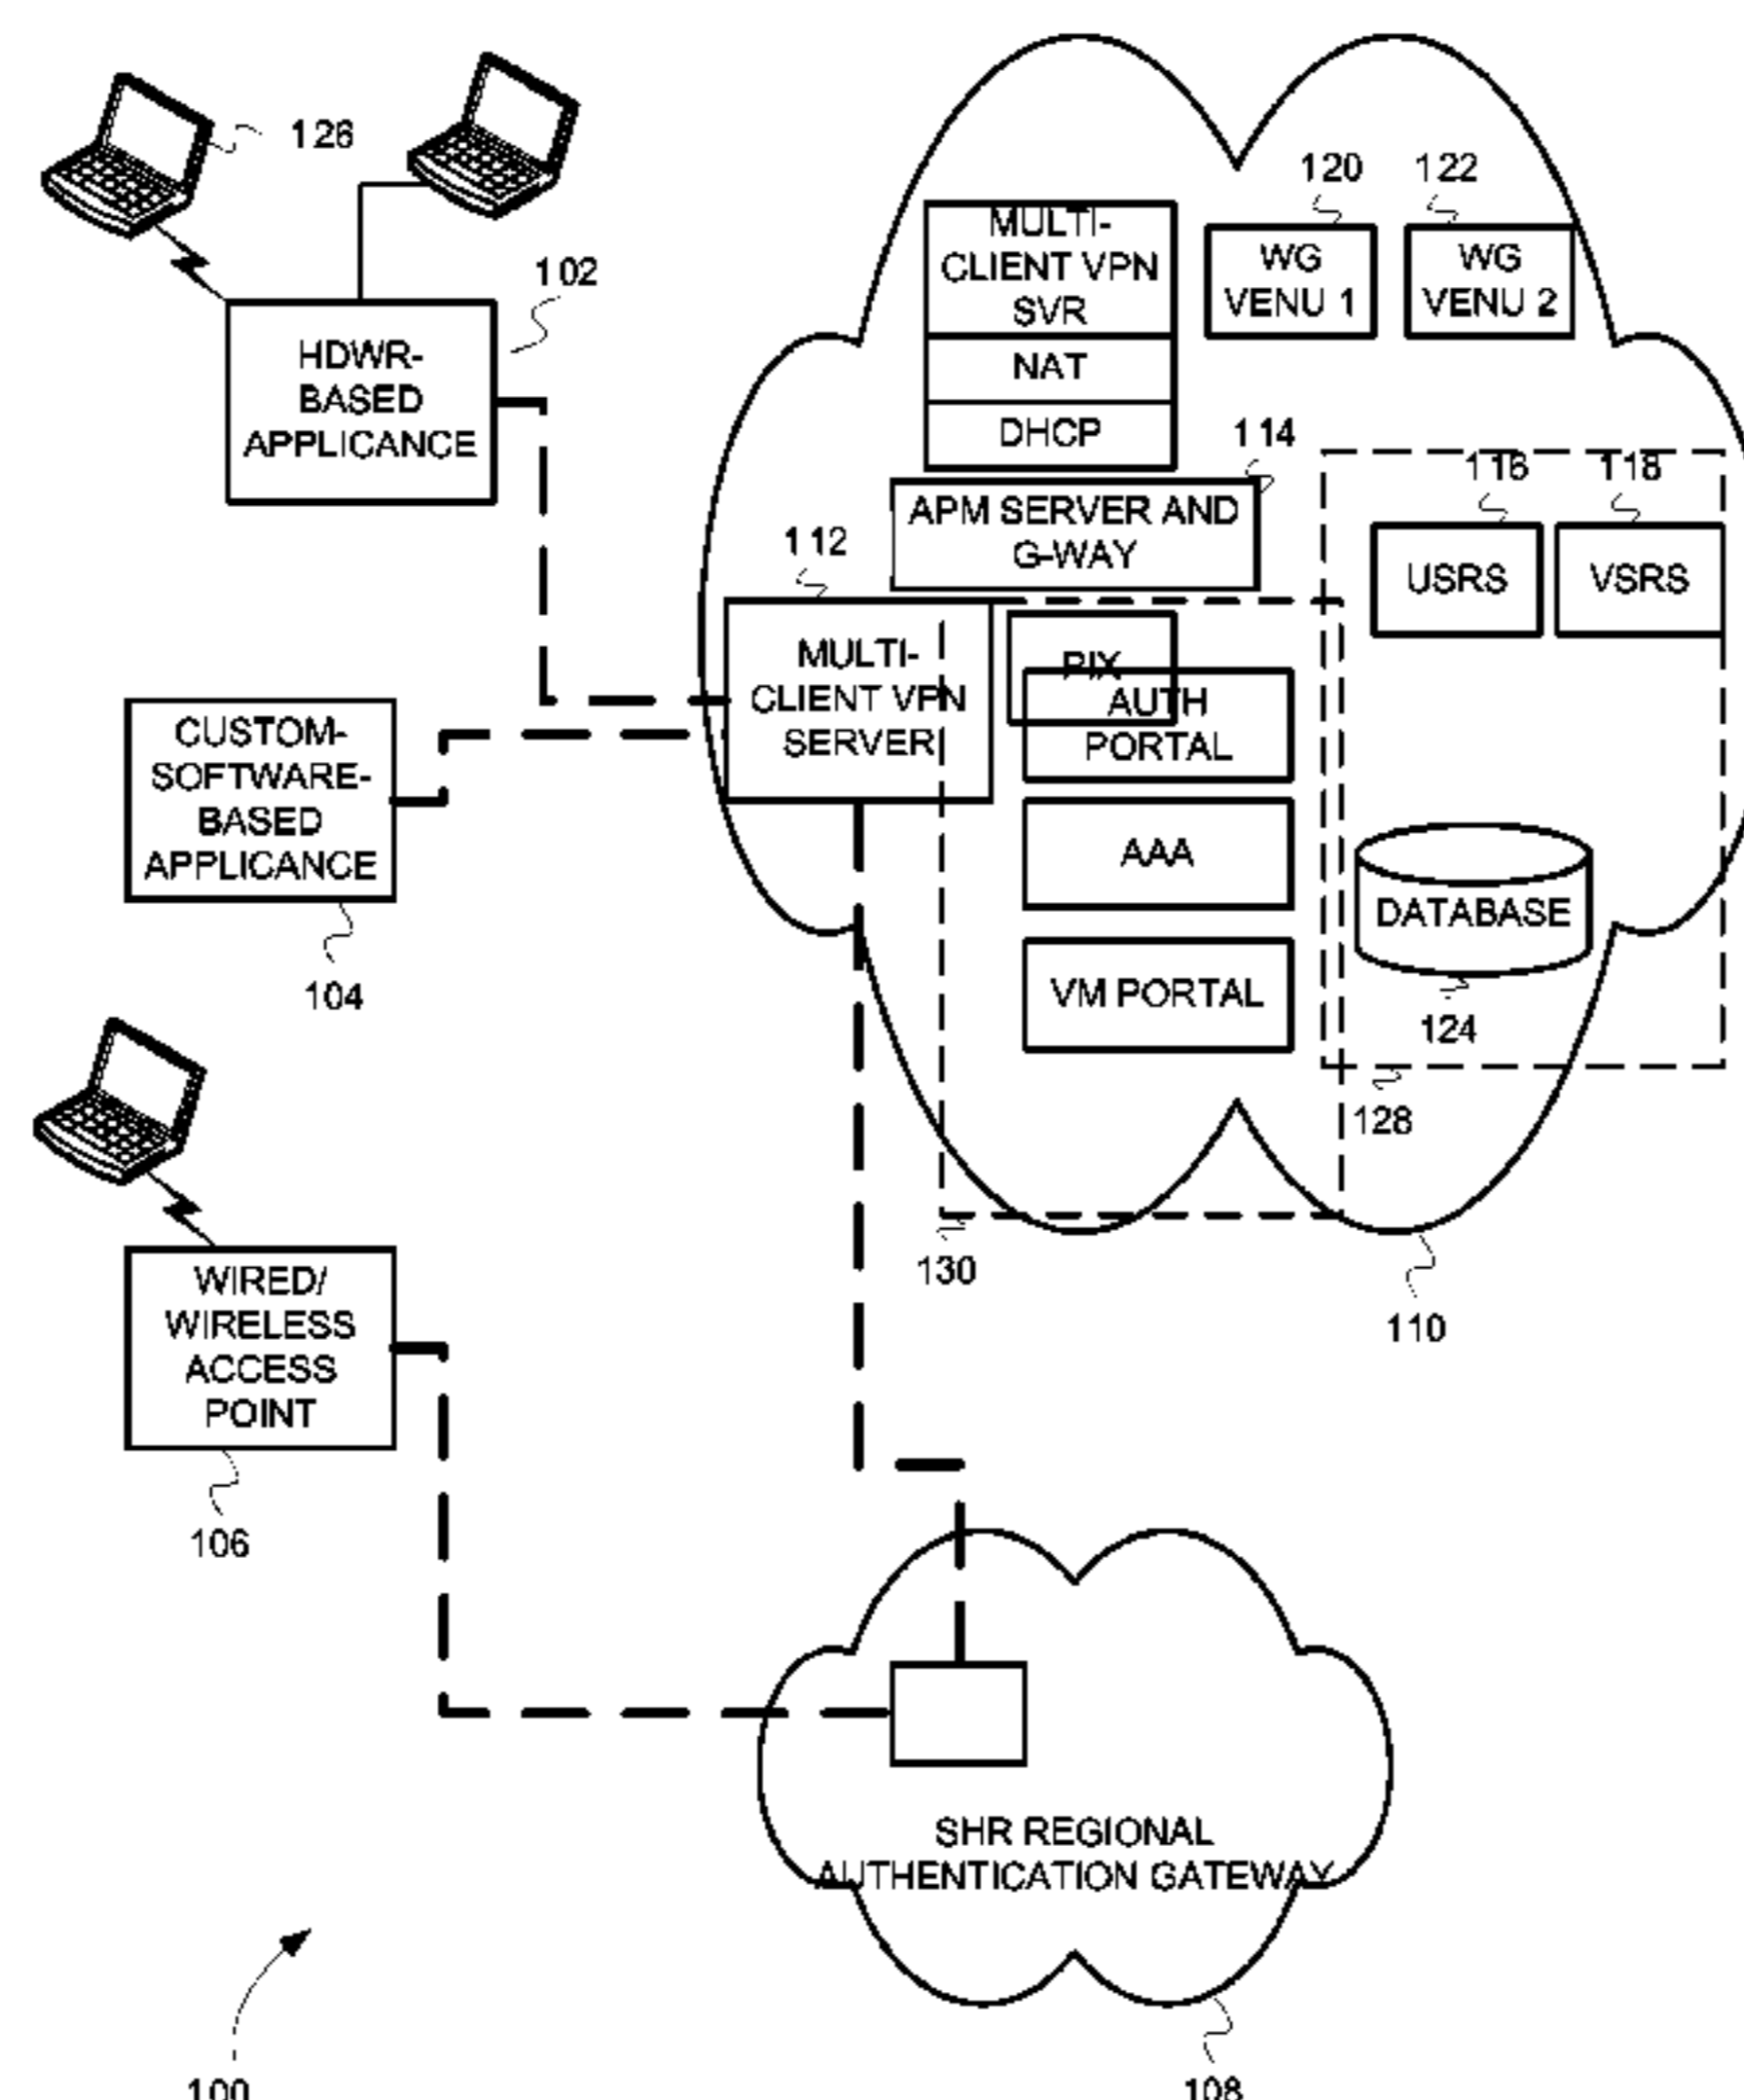 126
102
HDWR-
BASED
APPLICANCE
CUSTOM-
SOFTWARE-
BASED
APPLICANCE
104
WIRED/
WIRELESS
ACCESS
POINT
106
100
MULTI-
CLIENT VPN
SVR
NAT
DHCP
120
WG
VENU 1
122
WG
VENU 2
114
APM SERVER AND
G-WAY
116
USRS
118
VSRS
112
MULTI-
CLIENT VPN
SERVER
PIX
AUTH
PORTAL
AAA
VM PORTAL
DATABASE
124
128
130
110
SHR REGIONAL
AUTHENTICATION GATEWAY
108